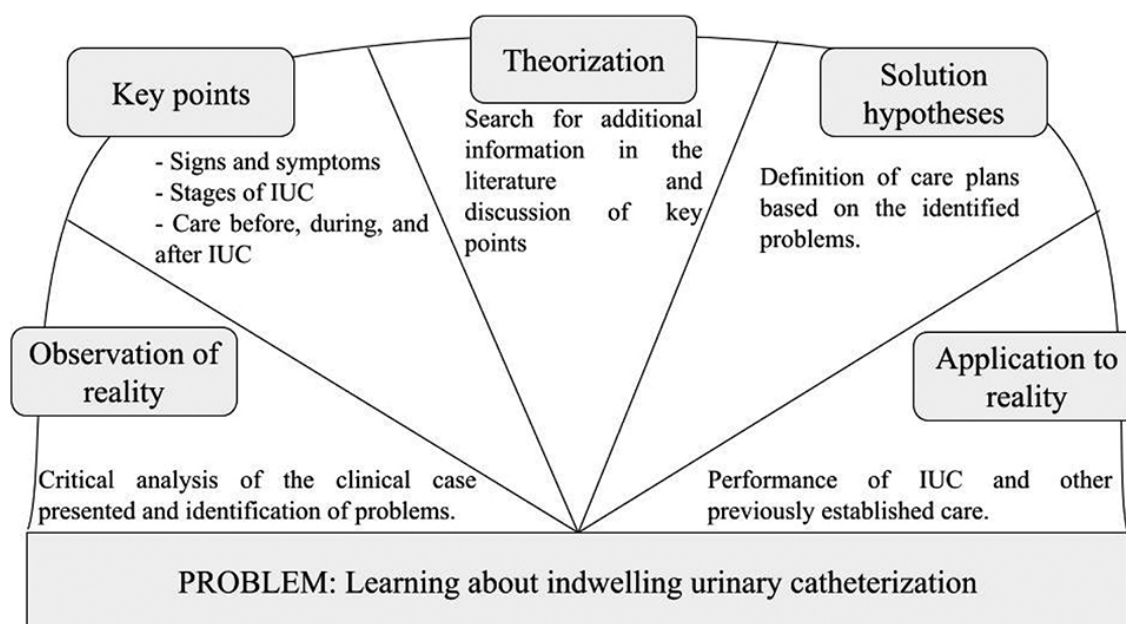 Key points
- Signs and symptoms
- Stages of IUC
- Care before, during, and
after IUC
Theorization
Search for additional
information in the
literature and
discussion of key
points
Solution
hypotheses
Definition of care plans
based on the identified
problems.
Observation of
reality
Critical analysis of the clinical case
presented and identification of problems.
Application to
reality
Performance of IUC and other
previously established care.
PROBLEM: Learning about indwelling urinary catheterization